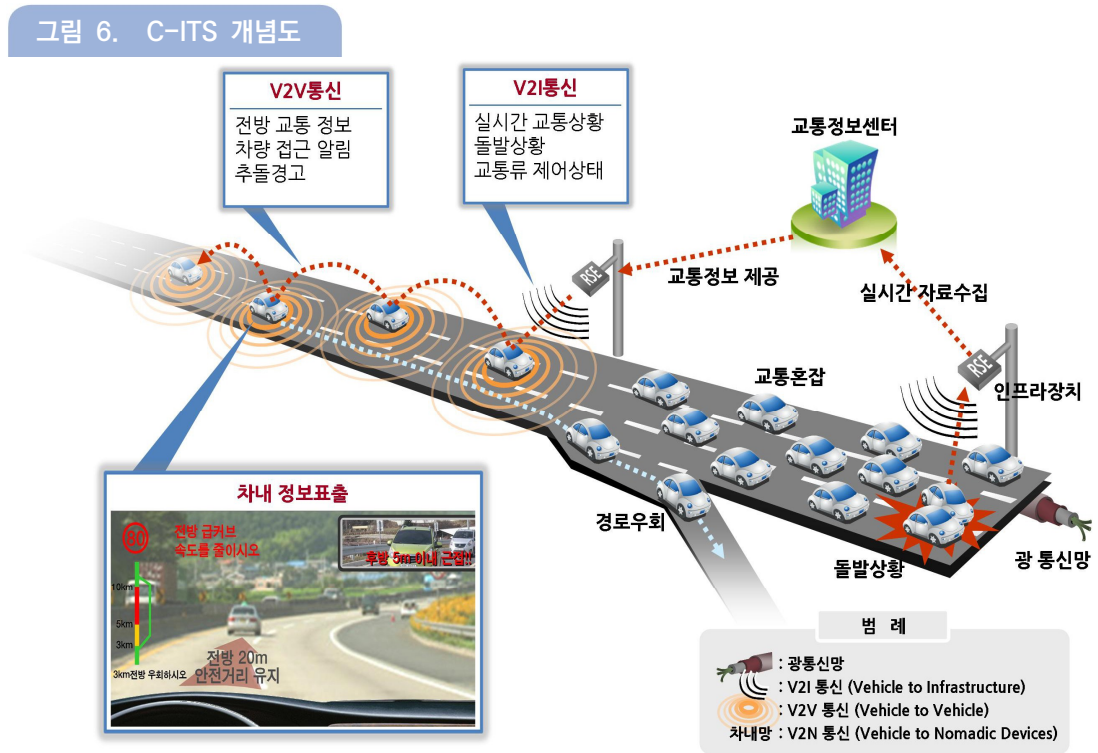 그림 6. C-ITS 개념도
V2V통신
전방 교통 정보
차량 접근 알림
추돌경고
V2I통신
실시간 교통상황
돌발상황
교통류 제어상태
교통정보센터
RSE
교통정보 제공
실시간 자료수집
RSE
인프라장치
교통혼잡
경로우회
돌발상황
광 통신망
차내 정보표출
80
전방 급커브
속도를 줄이시오
후방 5m 이내 근접!!
10km
5km
3km
3km전방 우회하시오
전방 20m
안전거리 유지
범 례
: 광통신망
: V2I 통신 (Vehicle to Infrastructure)
: V2V 통신 (Vehicle to Vehicle)
차내망 : V2N 통신 (Vehicle to Nomadic Devices)